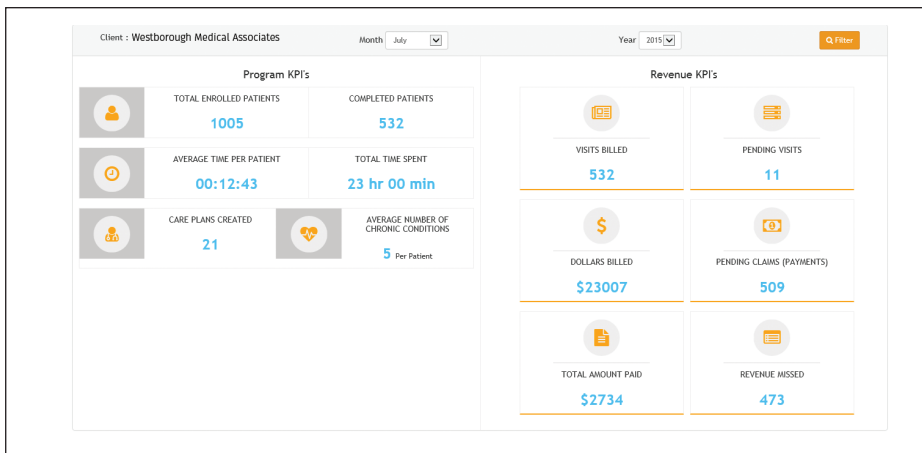 Client : Westborough Medical Associates
Month July
Year 2015
Filter
Program KPI's
TOTAL ENROLLED PATIENTS
1005
COMPLETED PATIENTS
532
AVERAGE TIME PER PATIENT
00:12:43
TOTAL TIME SPENT
23 hr 00 min
CARE PLANS CREATED
21
AVERAGE NUMBER OF
CHRONIC CONDITIONS
5 Per Patient
Revenue KPI's
VISITS BILLED
532
PENDING VISITS
11
DOLLARS BILLED
$23007
PENDING CLAIMS (PAYMENTS)
509
TOTAL AMOUNT PAID
$2734
REVENUE MISSED
473